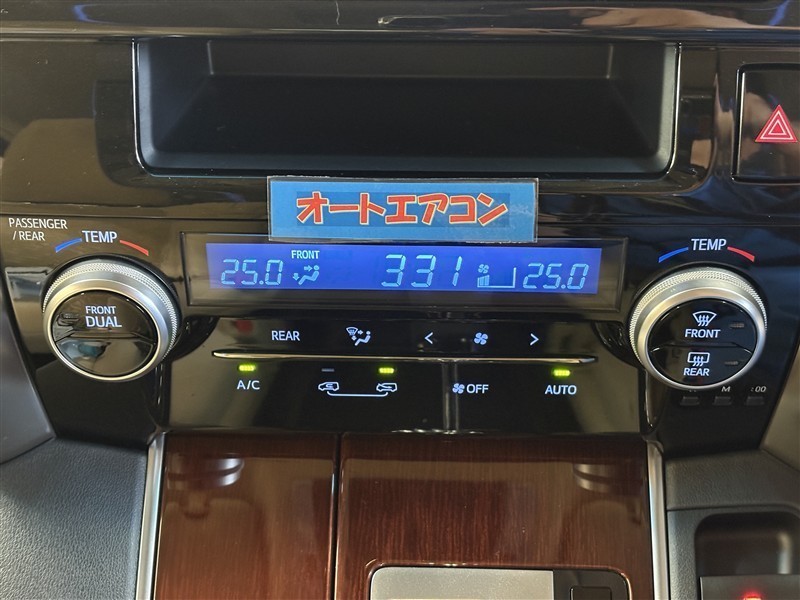 オートエアコン
PASSENGER
/ REAR
TEMP
FRONT
DUAL
FRONT
25.0
331
25.0
TEMP
FRONT
REAR
REAR
< >
A/C
OFF
AUTO
M
:00